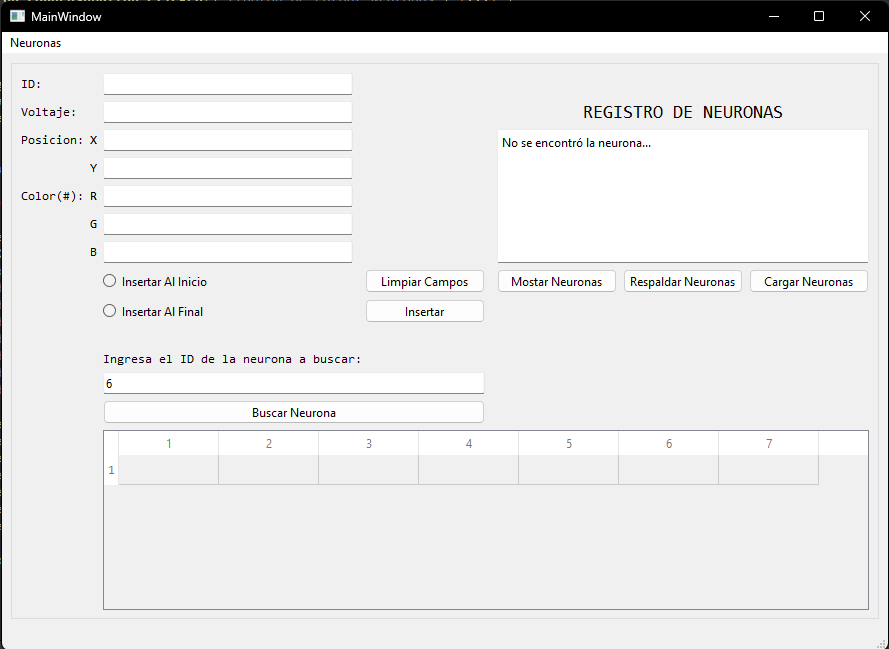 MainWindow
Neuronas
ID:
Voltaje:
Posicion: X
Y
Color(#): R
G
B
REGISTRO DE NEURONAS
No se encontró la neurona...
Insertar Al Inicio
Limpiar Campos
Mostar Neuronas
Respaldar Neuronas
Cargar Neuronas
Insertar Al Final
Insertar
Ingresa el ID de la neurona a buscar:
6
Buscar Neurona
1 2 3 4 5 6 7
1